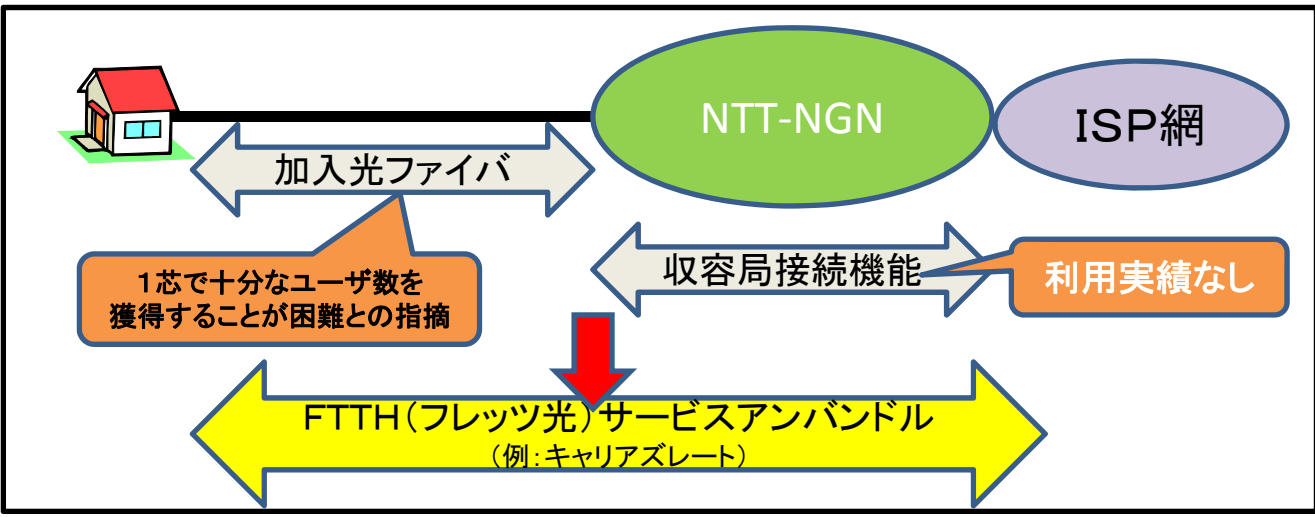 NTT-NGN
ISP網
加入光ファイバ
1芯で十分なユーザ数を
獲得することが困難との指摘
収容局接続機能
利用実績なし
FTTH(フレッツ光)サービスアンバンドル
(例:キャリアズレート)